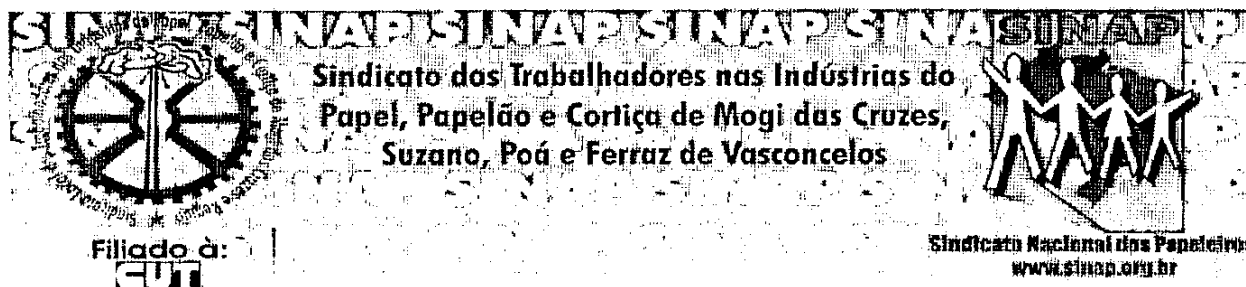 SINAP SINAP SINAP SINAP SINAP
Sindicato dos Trabalhadores nas Indústrias do
Papel, Papelão e Cortiça de Mogi das Cruzes,
Suzano, Poá e Ferraz de Vasconcelos
Filiado à:
CUT
SINAP
Sindicato Nacional dos Papeleiros
www.sinap.org.br